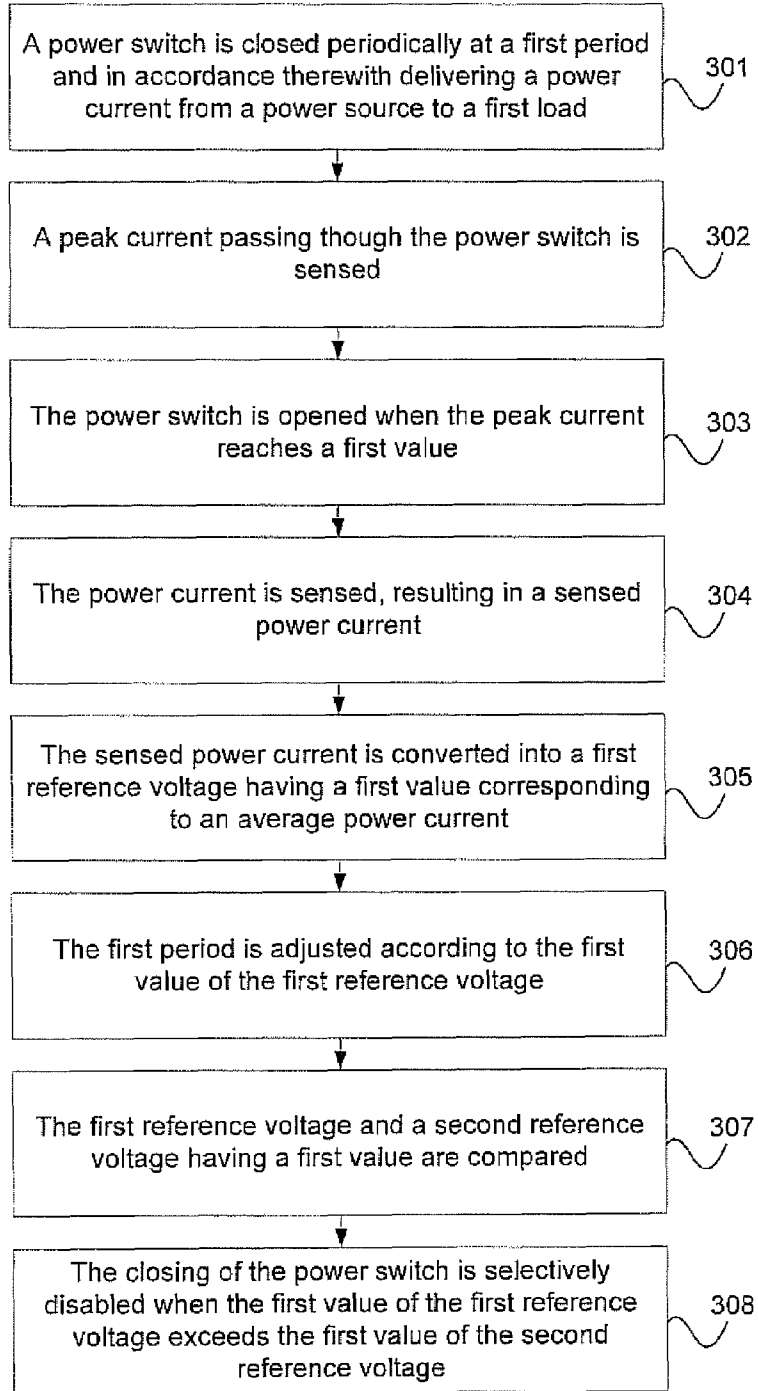 A power switch is closed periodically at a first period
and in accordance therewith delivering a power
current from a power source to a first load
301
A peak current passing though the power switch is
sensed
302
The power switch is opened when the peak current
reaches a first value
303
The power current is sensed, resulting in a sensed
power current
304
The sensed power current is converted into a first
reference voltage having a first value corresponding
to an average power current
305
The first period is adjusted according to the first
value of the first reference voltage
306
The first reference voltage and a second reference
voltage having a first value are compared
307
The closing of the power switch is selectively
disabled when the first value of the first reference
voltage exceeds the first value of the second
reference voltage
308